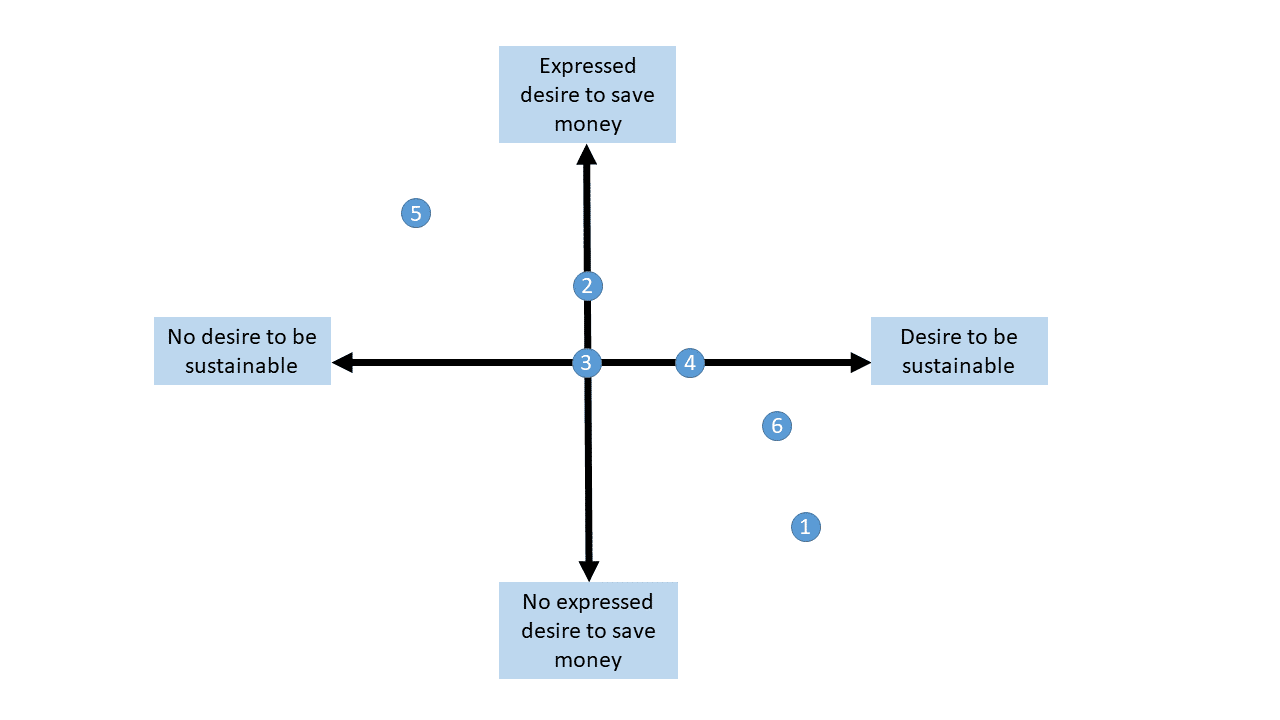 Expressed
desire to save
money
5
2
No desire to be
sustainable
3
4
Desire to be
sustainable
6
1
No expressed
desire to save
money